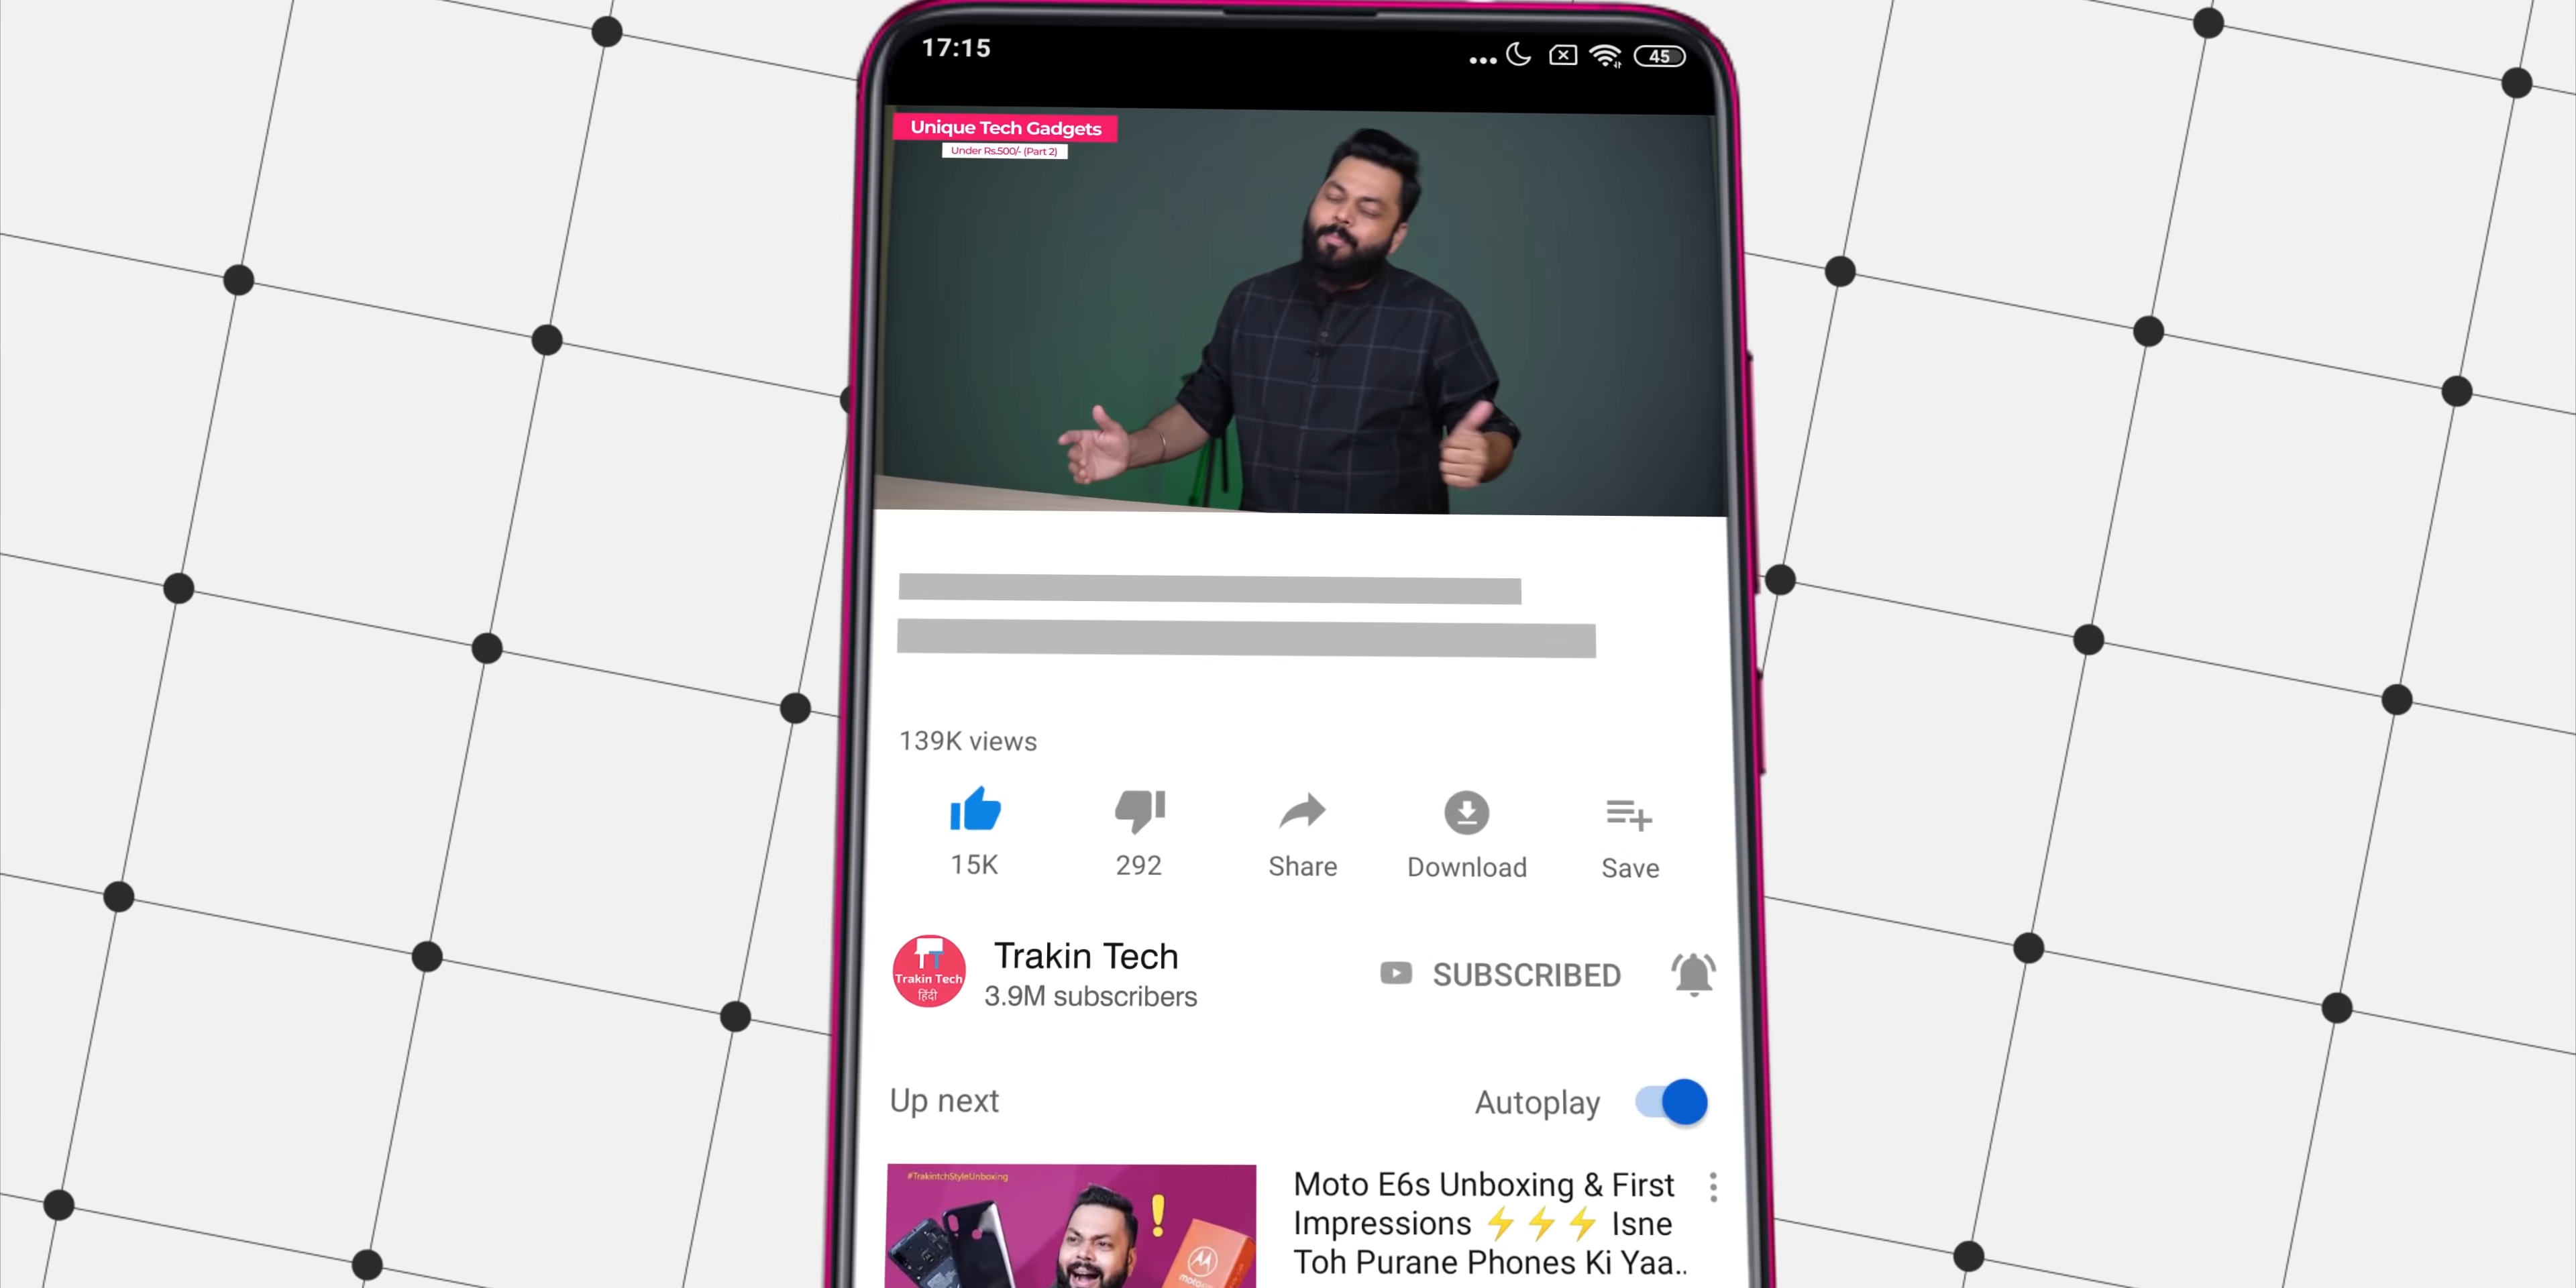 17:15
45
Unique Tech Gadgets
Under Rs.500/- (Part 2)
139K views
15K
292
Share
Download
Save
Trakin Tech
हिंदी
Trakin Tech
3.9M subscribers
SUBSCRIBED
Up next
Autoplay
#TrakintchStyleUnboxing
Moto E6s Unboxing & First
Impressions ⚡⚡⚡ Isne
Toh Purane Phones Ki Yaa..